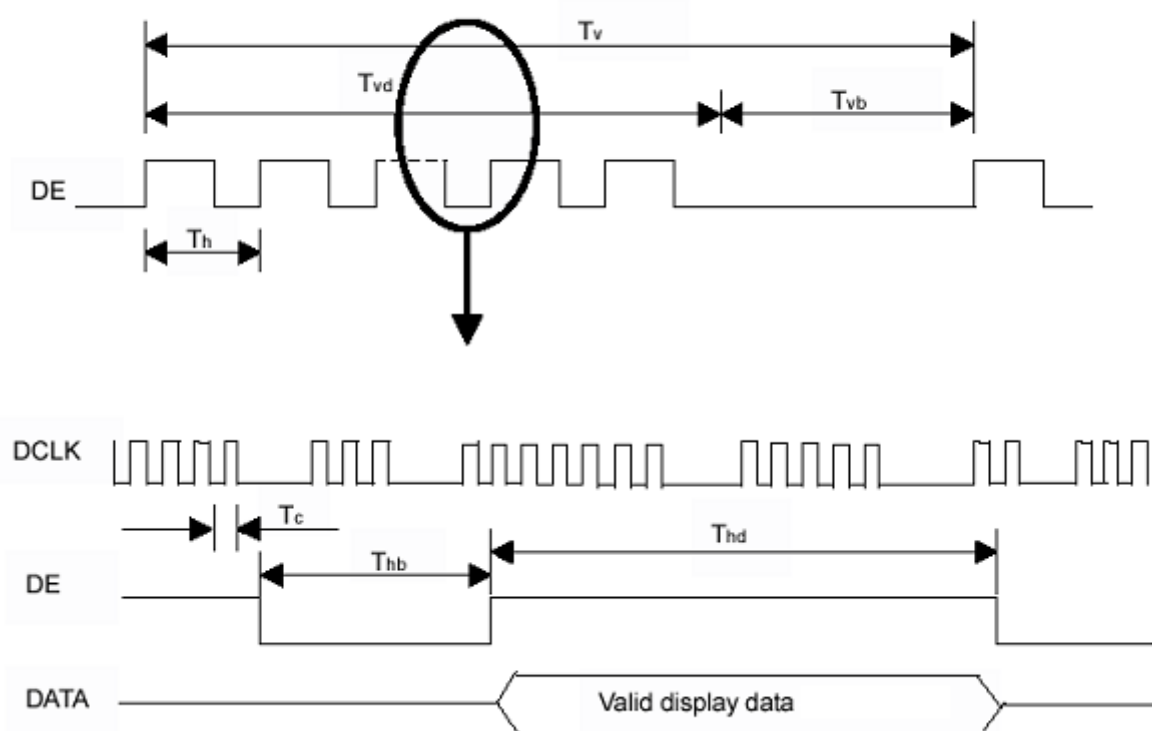 Tv
Tvd
Tvb
DE
Th
DCLK
Tc
Thd
Thb
DE
DATA
Valid display data